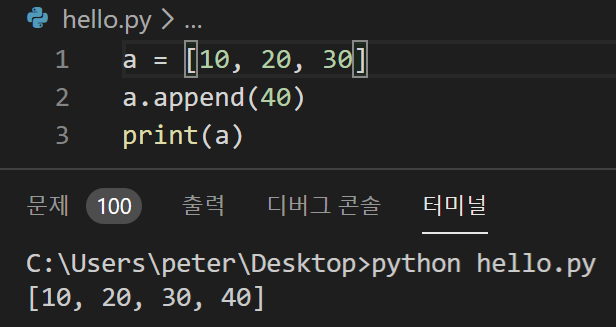 hello.py > ...
1 a = [10, 20, 30]
2 a.append(40)
3 print(a)
문제 100 출력 디버그 콘솔 터미널
C:\Users\peter\Desktop>python hello.py
[10, 20, 30, 40]